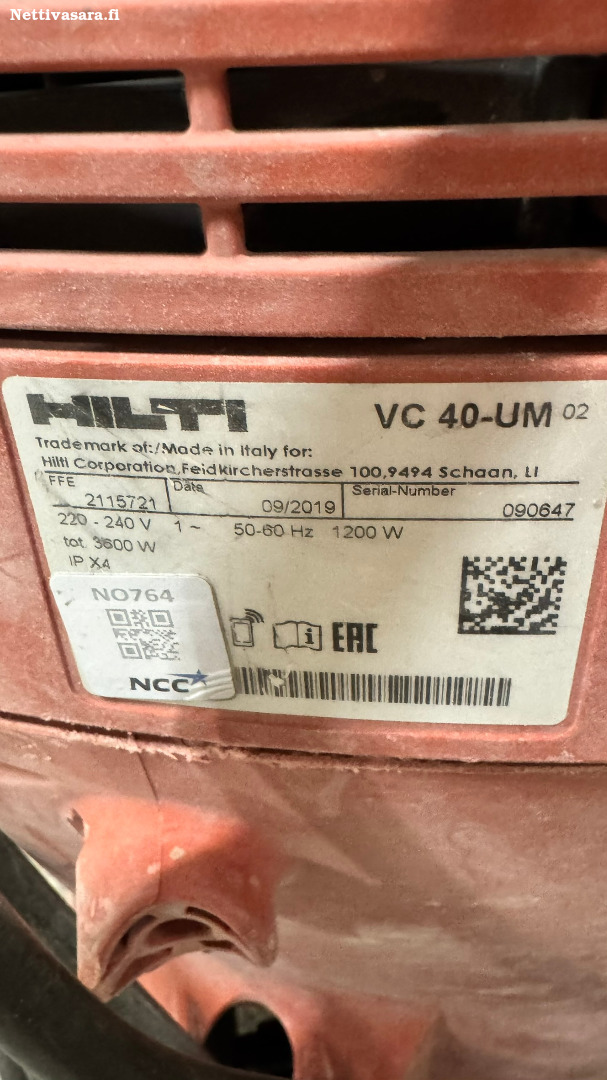 Nettivasara.fi
HILTI
VC 40-UM 02
Trademark of:/Made in Italy for:
Hilti Corporation,Feldkircherstrasse 100,9494 Schaan, LI
FFE 2115721 Date 09/2019 Serial-Number 090647
220 - 240 V 1 ~ 50-60 Hz 1200 W
tot. 3600 W
IP X4
NO764
EAC
NCC